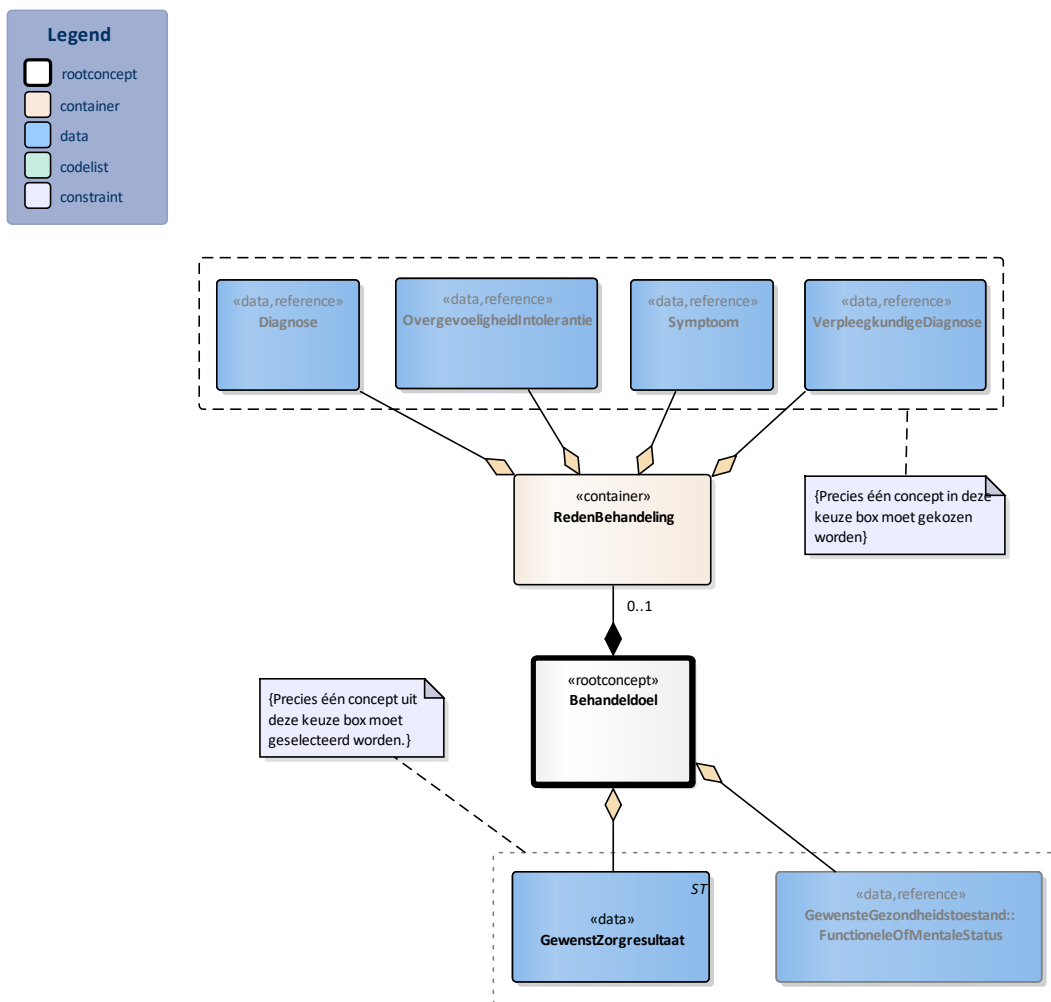 Legend
rootconcept
container
data
codelist
constraint
«data,reference»
Diagnose
«data,reference»
OvergevoeligheidIntolerantie
«data,reference»
Symptoom
«data,reference»
VerpleegkundigeDiagnose
«container»
RedenBehandeling
{Precies één concept in deze
keuze box moet gekozen
worden}
0..1
«rootconcept»
Behandeldoel
{Precies één concept uit
deze keuze box moet
geselecteerd worden.}
ST
«data»
GewenstZorgresultaat
«data,reference»
GewensteGezondheidstoestand::
FunctioneleOfMentaleStatus